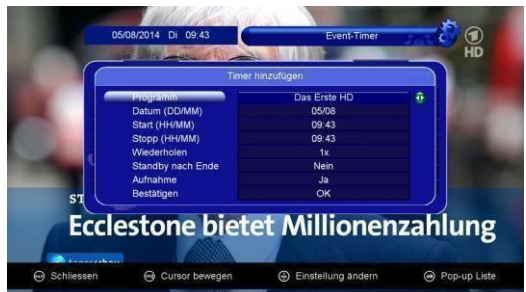 05/08/2014 Di 09:43 Event-Timer
HD
Timer hinzufügen
Programm Das Erste HD
Datum (DD/MM) 05/08
Start (HH/MM) 09:43
Stopp (HH/MM) 09:43
Wiederholen 1x
Standby nach Ende Nein
Aufnahme Ja
Bestätigen OK
ST
Ecclestone bietet Millionenzahlung
tagesschau
Schliessen Cursor bewegen Einstellung ändern Pop-up Liste